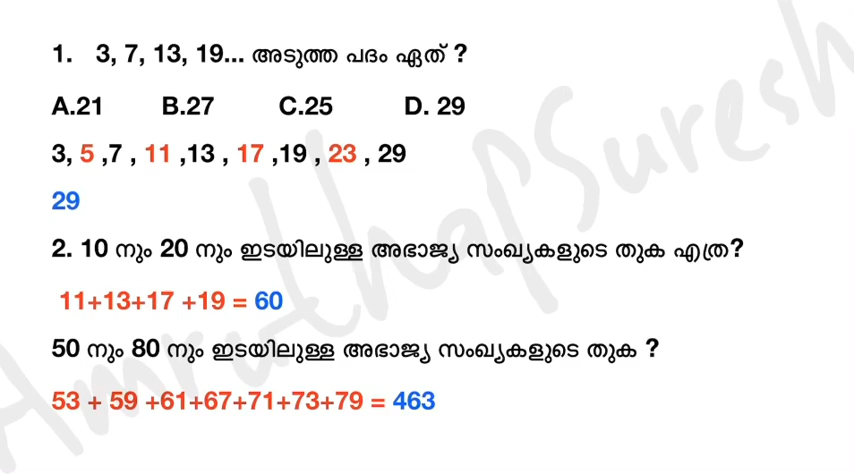 1. 3, 7, 13, 19... അടുത്ത പദം ഏത് ?
A.21 B.27 C.25 D. 29
3, 5 ,7 , 11 ,13 , 17 ,19 , 23 , 29
29
2. 10 നും 20 നും ഇടയിലുള്ള അഭാജ്യ സംഖ്യകളുടെ തുക എത്ര?
11+13+17 +19 = 60
50 നും 80 നും ഇടയിലുള്ള അഭാജ്യ സംഖ്യകളുടെ തുക ?
53 + 59 +61+67+71+73+79 = 463
Amrutha Suresh